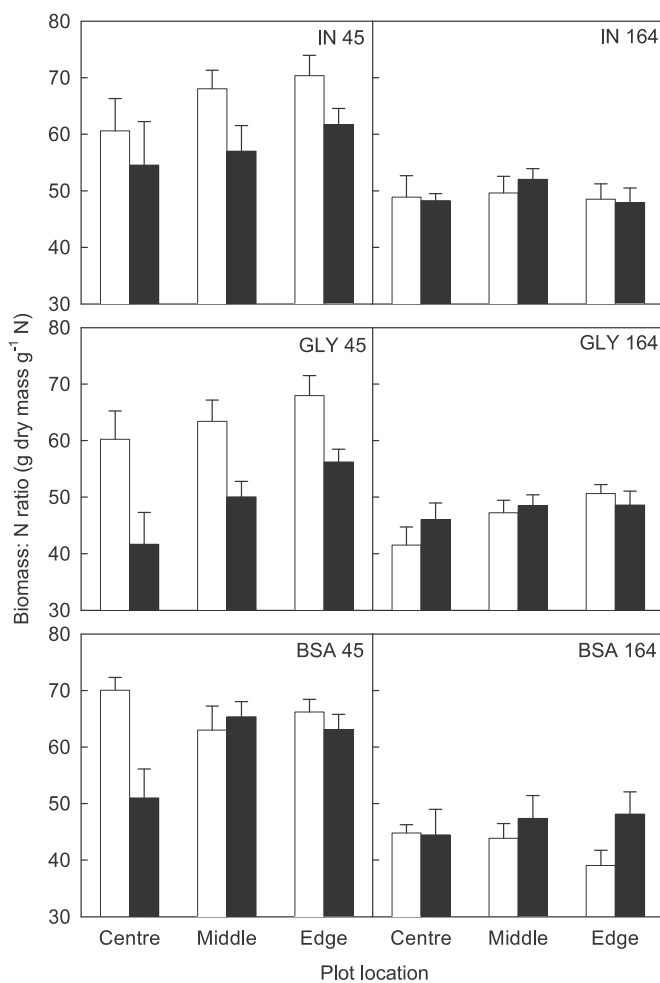 Biomass: N ratio (g dry mass g⁻¹ N)
80
70
60
50
40
30
IN 45
IN 164
80
70
60
50
40
30
GLY 45
GLY 164
80
70
60
50
40
30
BSA 45
BSA 164
Centre Middle Edge Centre Middle Edge
Plot location